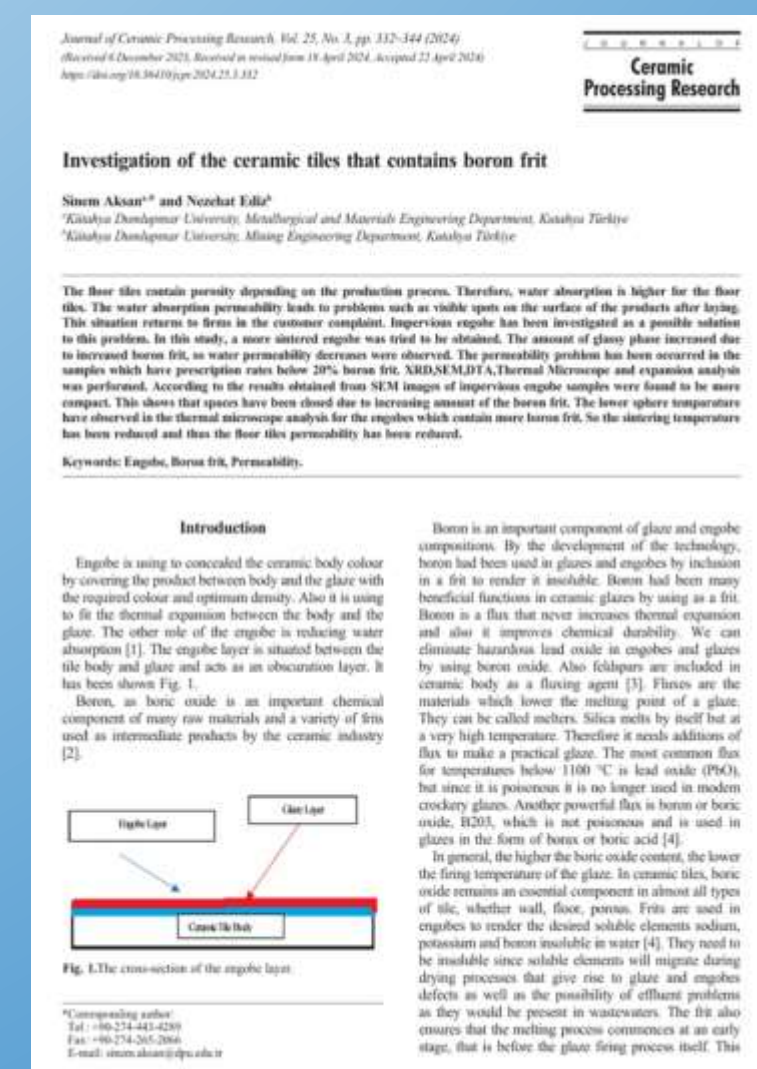 Journal of Ceramic Processing Research. Vol. 25, No. 3, pp. 332~344 (2024)
(Received 6 December 2023, Received in revised form 18 April 2024, Accepted 22 April 2024)
https://doi.org/10.36410/jcpr.2024.25.3.332
J O U R N A L O F
Ceramic
Processing Research
Investigation of the ceramic tiles that contains boron frit
Sinem Aksan and Nezehat Ediz
Kütahya Dumlupınar University, Metallurgical and Materials Engineering Department, Kutahya Türkiye
Kütahya Dumlupınar University, Mining Engineering Department, Kutahya Türkiye
The floor tiles contain porosity depending on the production process. Therefore, water absorption is higher for the floor
tiles. The water absorption permeability leads to problems such as visible spots on the surface of the products after laying.
This situation returns to firms in the customer complaint. Impervious engobe has been investigated as a possible solution
to this problem. In this study, a more sintered engobe was tried to be obtained. The amount of glassy phase increased due
to increased boron frit, so water permeability decreases were observed. The permeability problem has been occurred in the
samples which have prescription rates below 20% boron frit. XRD,SEM,DTA,Thermal Microscope and expansion analysis
was performed. According to the results obtained from SEM images of impervious engobe samples were found to be more
compact. This shows that spaces have been closed due to increasing amount of the boron frit. The lower sphere temparature
have observed in the thermal microscope analysis for the engobes which contain more boron frit. So the sintering temperature
has been reduced and thus the floor tiles permeability has been reduced.
Keywords: Engobe, Boron frit, Permeability.
Introduction
Engobe is using to concealed the ceramic body colour
by covering the product between body and the glaze with
the required colour and optimum density. Also it is using
to fit the thermal expansion between the body and the
glaze. The other role of the engobe is reducing water
absorption [1]. The engobe layer is situated between the
tile body and glaze and acts as an obscuration layer. It
has been shown Fig. 1.
Boron, as boric oxide is an important chemical
component of many raw materials and a variety of frits
used as intermediate products by the ceramic industry
[2].
Engobe Layer
Glaze Layer
Ceramic Tile Body
Fig. 1.The cross-section of the engobe layer.
*Corresponding author:
Tel : +90-274-443-4289
Fax: +90-274-265-2066
E-mail: sinem.aksan@dpu.edu.tr
Boron is an important component of glaze and engobe
compositions. By the development of the technology,
boron had been used in glazes and engobes by inclusion
in a frit to render it insoluble. Boron had been many
beneficial functions in ceramic glazes by using as a frit.
Boron is a flux that never increases thermal expansion
and also it improves chemical durability. We can
eliminate hazardous lead oxide in engobes and glazes
by using boron oxide. Also feldspars are included in
ceramic body as a fluxing agent [3]. Fluxes are the
materials which lower the melting point of a glaze.
They can be called melters. Silica melts by itself but at
a very high temperature. Therefore it needs additions of
flux to make a practical glaze. The most common flux
for temperatures below 1100 °C is lead oxide (PbO),
but since it is poisonous it is no longer used in modern
crockery glazes. Another powerful flux is boron or boric
oxide, B203, which is not poisonous and is used in
glazes in the form of borax or boric acid [4].
In general, the higher the boric oxide content, the lower
the firing temperature of the glaze. In ceramic tiles, boric
oxide remains an essential component in almost all types
of tile, whether wall, floor, porous. Frits are used in
engobes to render the desired soluble elements sodium,
potassium and boron insoluble in water [4]. They need to
be insoluble since soluble elements will migrate during
drying processes that give rise to glaze and engobes
defects as well as the possibility of effluent problems
as they would be present in wastewaters. The frit also
ensures that the melting process commences at an early
stage, that is before the glaze firing process itself. This